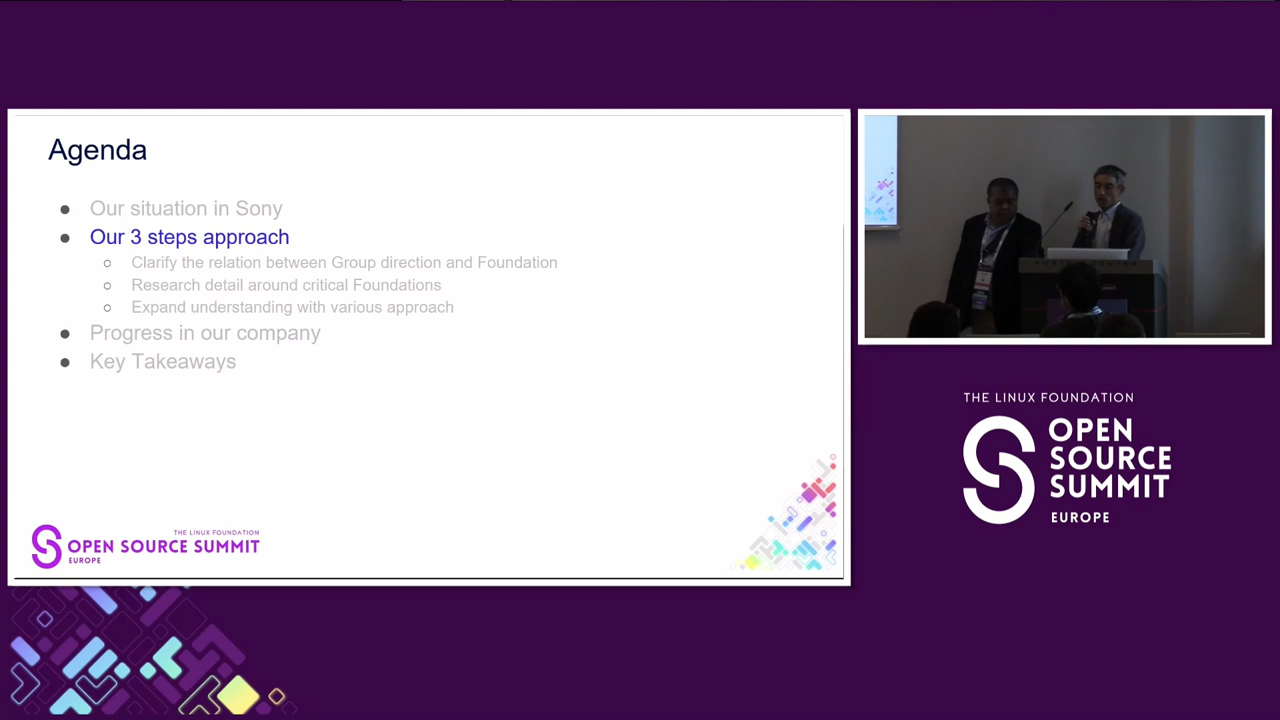 Agenda
● Our situation in Sony
● Our 3 steps approach
○ Clarify the relation between Group direction and Foundation
○ Research detail around critical Foundations
○ Expand understanding with various approach
● Progress in our company
● Key Takeaways
THE LINUX FOUNDATION
OPEN SOURCE SUMMIT
EUROPE
THE LINUX FOUNDATION
OPEN
SOURCE
SUMMIT
EUROPE